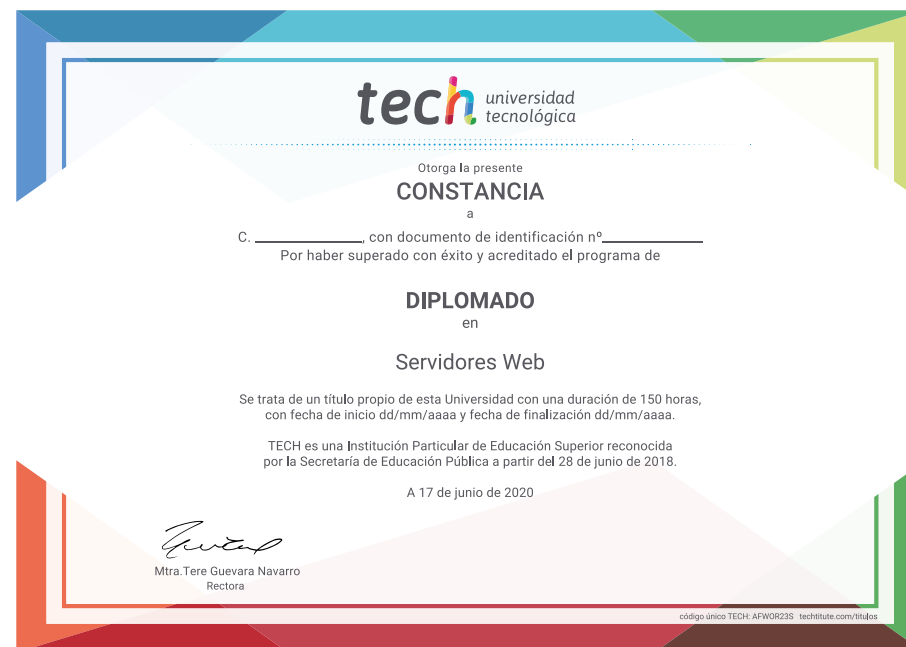 tech universidad
tecnológica
Otorga la presente
CONSTANCIA
a
C. ____________, con documento de identificación nº____________
Por haber superado con éxito y acreditado el programa de
DIPLOMADO
en
Servidores Web
Se trata de un título propio de esta Universidad con una duración de 150 horas,
con fecha de inicio dd/mm/aaaa y fecha de finalización dd/mm/aaaa.
TECH es una Institución Particular de Educación Superior reconocida
por la Secretaría de Educación Pública a partir del 28 de junio de 2018.
A 17 de junio de 2020
Mtra.Tere Guevara Navarro
Rectora
código único TECH: AFWOR23S techtitute.com/titulos